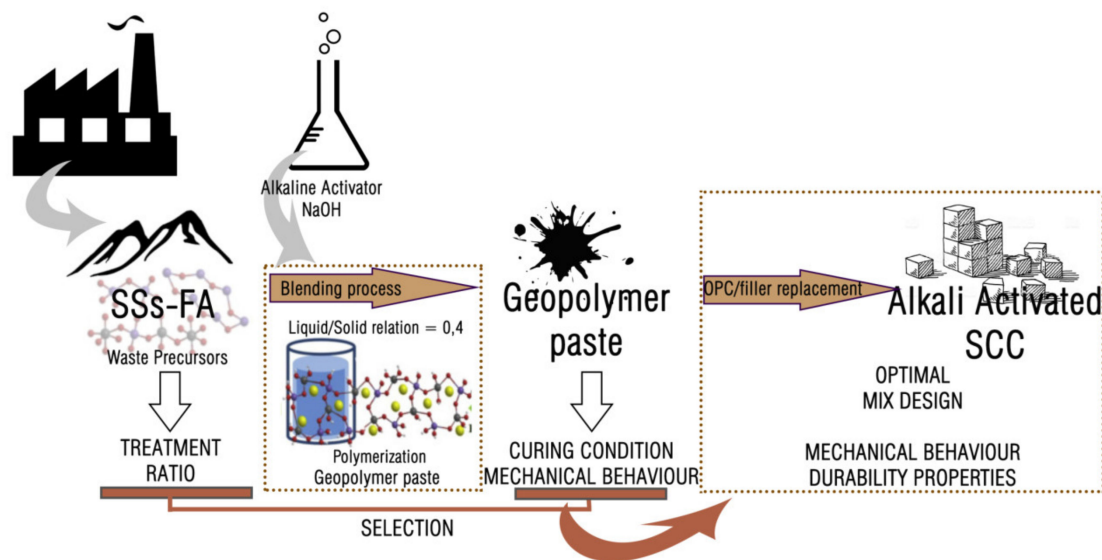 Alkaline Activator
NaOH
SSs-FA
Waste Precursors
TREATMENT
RATIO
Blending process
Liquid/Solid relation = 0,4
Polymerization
Geopolymer paste
Geopolymer
paste
CURING CONDITION
MECHANICAL BEHAVIOUR
SELECTION
OPC/filler replacement
Alkali Activated
SCC
OPTIMAL
MIX DESIGN
MECHANICAL BEHAVIOUR
DURABILITY PROPERTIES